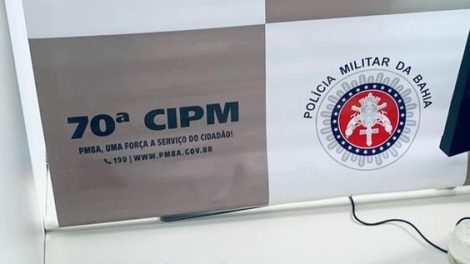 70ª CIPM
PMBA, UMA FORÇA A SERVIÇO DO CIDADÃO!
190 | WWW.PMBA.GOV.BR
POLÍCIA MILITAR DA BAHIA